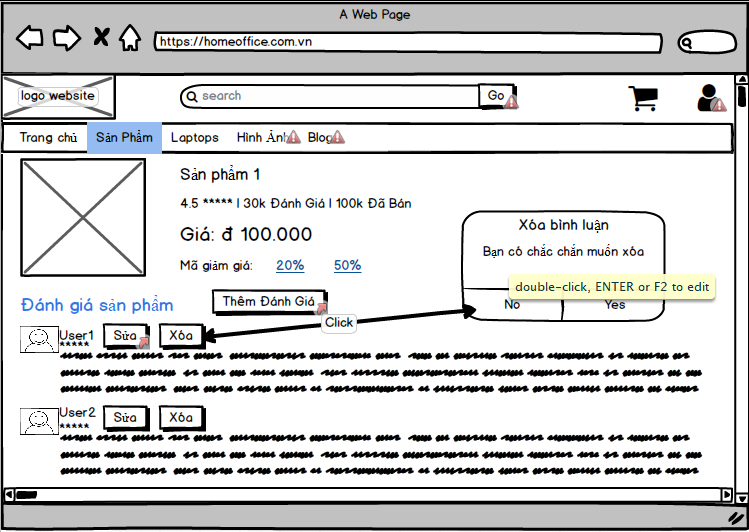 A Web Page
https://homeoffice.com.vn
logo website
search
Go
Trang chủ Sản Phẩm Laptops Hình Ảnh Blog
Sản phẩm 1
4.5 ***** | 30k Đánh Giá | 100k Đã Bán
Giá: đ 100.000
Mã giảm giá: 20% 50%
Xóa bình luận
Bạn có chắc chắn muốn xóa
double-click, ENTER or F2 to edit
No Yes
Đánh giá sản phẩm
Thêm Đánh Giá
Click
User1
*****
Sửa Xóa
User2
*****
Sửa Xóa